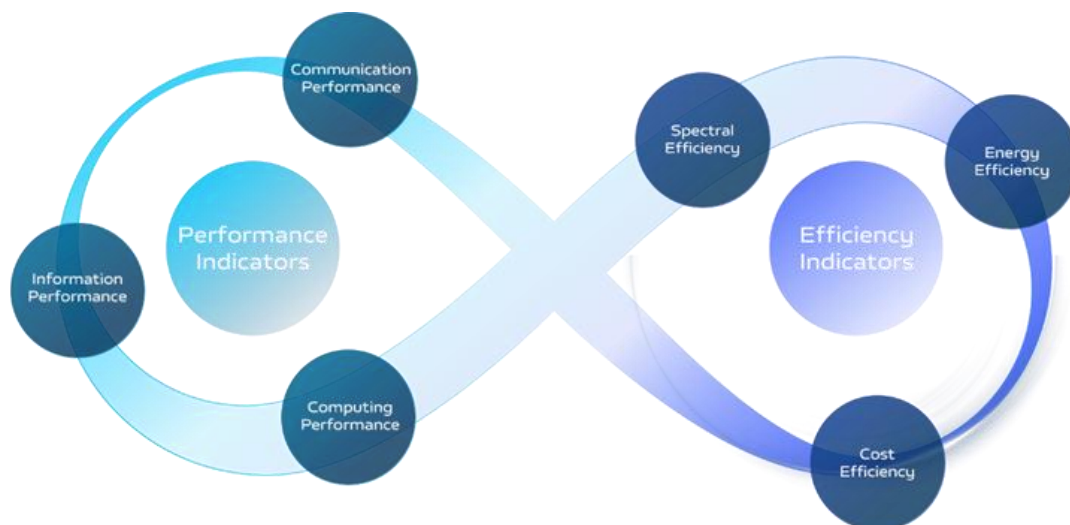 Communication
Performance
Performance
Indicators
Information
Performance
Computing
Performance
Spectral
Efficiency
Energy
Efficiency
Efficiency
Indicators
Cost
Efficiency